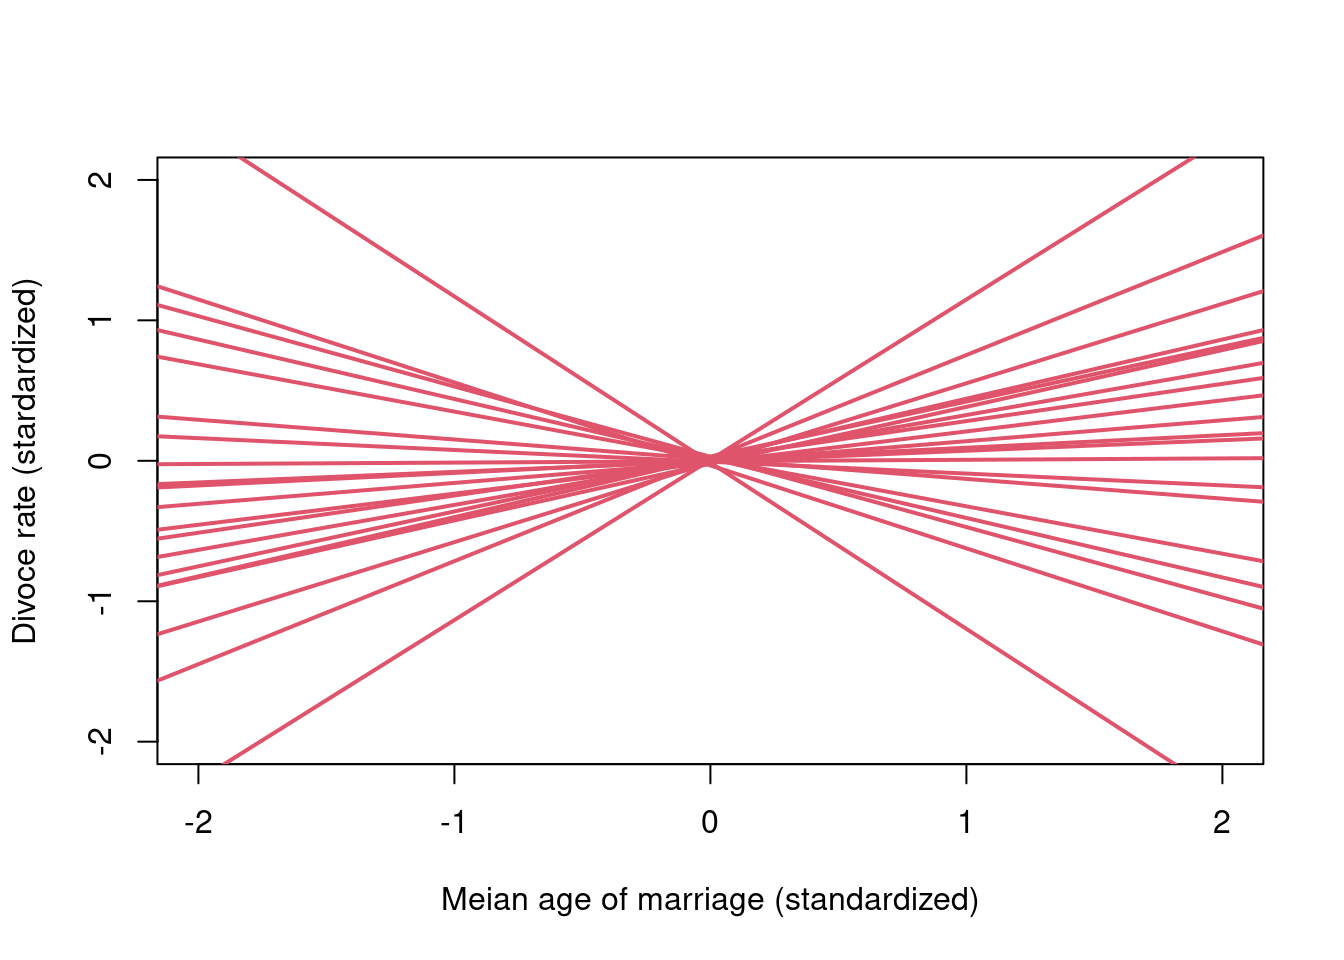 Divoce rate (stardardized)
2
1
0
-1
-2
-2 -1 0 1 2
Meian age of marriage (standardized)